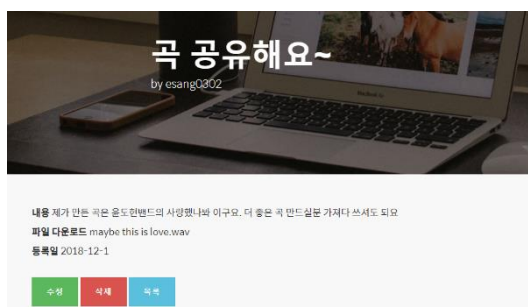 곡 공유해요~
by esang0302
MacBook Air
내용 제가 만든 곡은 윤도현밴드의 사랑했나봐 이구요. 더 좋은 곡 만드실분 가져다 쓰셔도 되요
파일 다운로드 maybe this is love.wav
등록일 2018-12-1
수정 삭제 목록